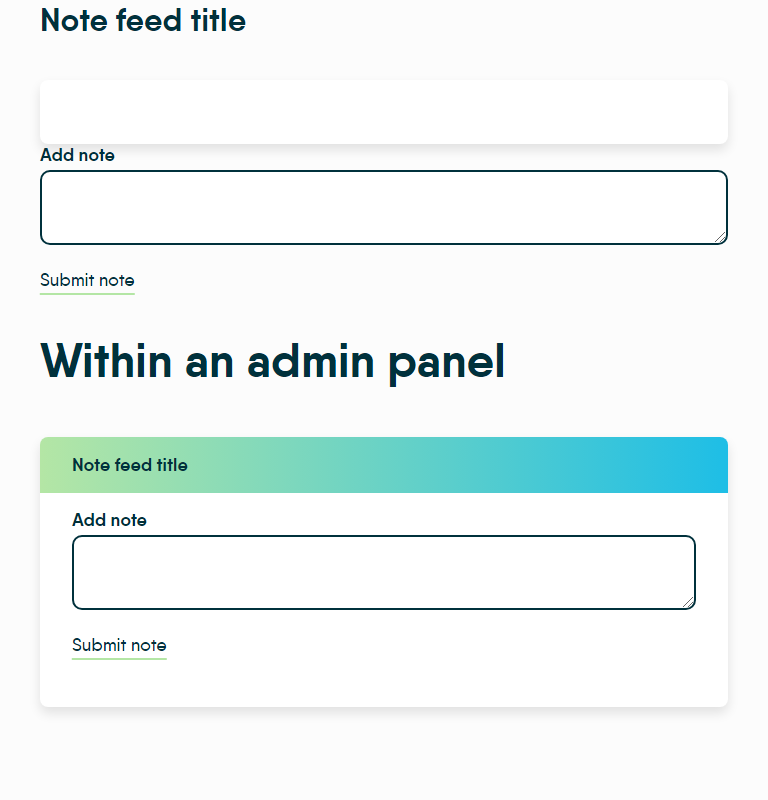 Note feed title
Add note
Submit note
Within an admin panel
Note feed title
Add note
Submit note